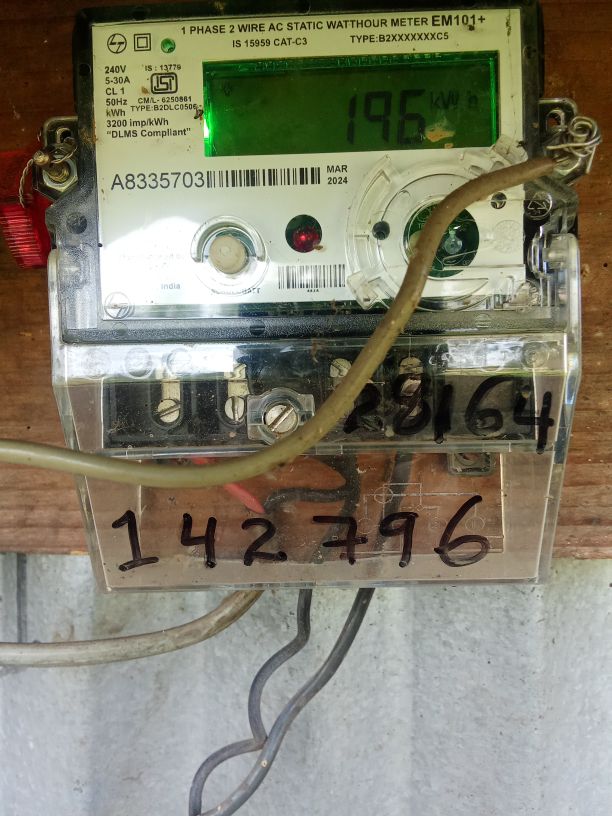 1 PHASE 2 WIRE AC STATIC WATTHOUR METER EM101+
IS 15959 CAT-C3 TYPE:B2XXXXXXXC5
240V IS : 13779
5-30A
CL 1
50Hz CM/L- 6250861
kWh TYPE:B2DLC0506
3200 imp/kWh
"DLMS Compliant"
196 kWh
A8335703
MAR
2024
India
28164
142796